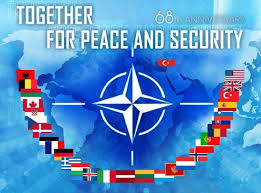 TOGETHER
68th ANNIVERSARY
FOR PEACE AND SECURITY